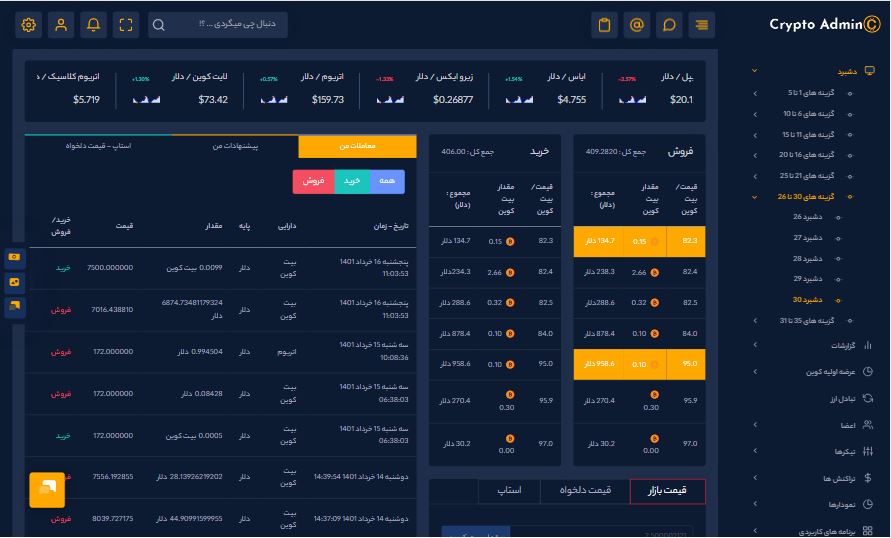 Crypto Admin
دنبال چی میگردی ... ؟!
دشبرد
گزینه های 1 تا 5
گزینه های 6 تا 10
گزینه های 11 تا 15
گزینه های 16 تا 20
گزینه های 21 تا 25
گزینه های 30 تا 26
دشبرد 26
دشبرد 27
دشبرد 28
دشبرد 29
دشبرد 30
گزینه های 31 تا 35
گزارشات
عرضه اولیه کوین
تبادل ارز
اعضا
تیکرها
تراکنش ها
نمودارها
برنامه های کاربردی
یپل / دلار -3.57% $20.1
ایاس / دلار +1.54% $4.755
زیرو ایکس / دلار -1.33% $0.26877
اتریوم / دلار +0.57% $159.73
لایت کوین / دلار +1.30% $73.42
اتریوم کلاسیک / د $5.719
فروش جمع کل : 409.2820
قیمت/بیت کوین مقدار بیت کوین مجموع : (دلار)
82.3 0.15 134.7 دلار
82.4 2.66 238.3 دلار
82.5 0.32 288.6دلار
84.0 0.10 878.4 دلار
95.0 0.10 958.6 دلار
95.9 0.30 270.4 دلار
97.0 0.00 30.2 دلار
خرید جمع کل : 406.00
قیمت/بیت کوین مقدار بیت کوین مجموع : (دلار)
82.3 0.15 134.7 دلار
82.4 2.66 234.3دلار
82.5 0.32 288.6دلار
84.0 0.10 878.4 دلار
95.0 0.10 958.6 دلار
95.9 0.30 270.4 دلار
97.0 0.00 30.2 دلار
قیمت بازار قیمت دلخواه استاپ
معاملات من پیشنهادات من استاپ - قیمت دلخواه
همه خرید فروش
تاریخ - زمان دارایی پایه مقدار قیمت خرید/فروش
پنجشنبه 16 خرداد 1401 11:03:53 بیت کوین دلار 0.0099 بیت کوین 7500.000000 خرید
پنجشنبه 16 خرداد 1401 11:03:53 بیت کوین دلار 6874.73481179324 دلار 7016.438810 فروش
سه شنبه 15 خرداد 1401 10:08:36 اتریوم دلار 0.994504 دلار 172.000000 فروش
سه شنبه 15 خرداد 1401 06:38:03 بیت کوین دلار 0.08428 دلار 172.000000 فروش
سه شنبه 15 خرداد 1401 06:38:03 بیت کوین دلار 0.0005 بیت کوین 172.000000 خرید
دوشنبه 14 خرداد 1401 14:39:54 بیت کوین دلار 28.13926219202 دلار 7556.192855
دوشنبه 14 خرداد 1401 14:37:09 بیت کوین دلار 44.90991599955 دلار 8039.727175 فروش